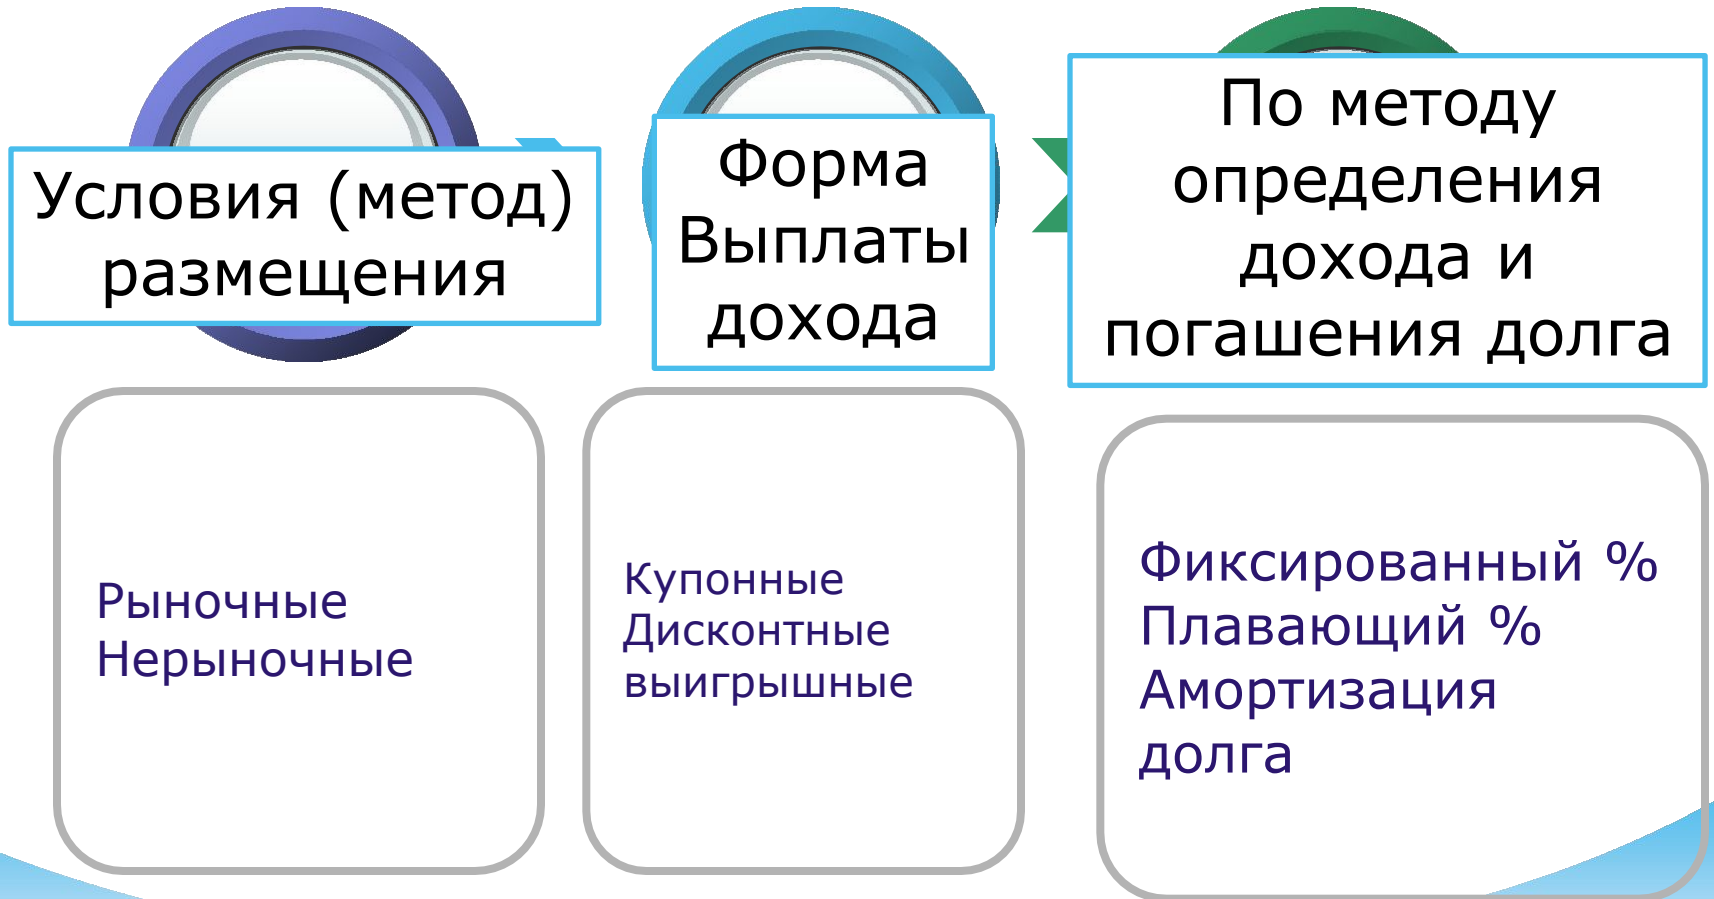 Условия (метод)
размещения
Форма
Выплаты
дохода
По методу
определения
дохода и
погашения долга
Рыночные
Нерыночные
Купонные
Дисконтные
выигрышные
Фиксированный %
Плавающий %
Амортизация
долга